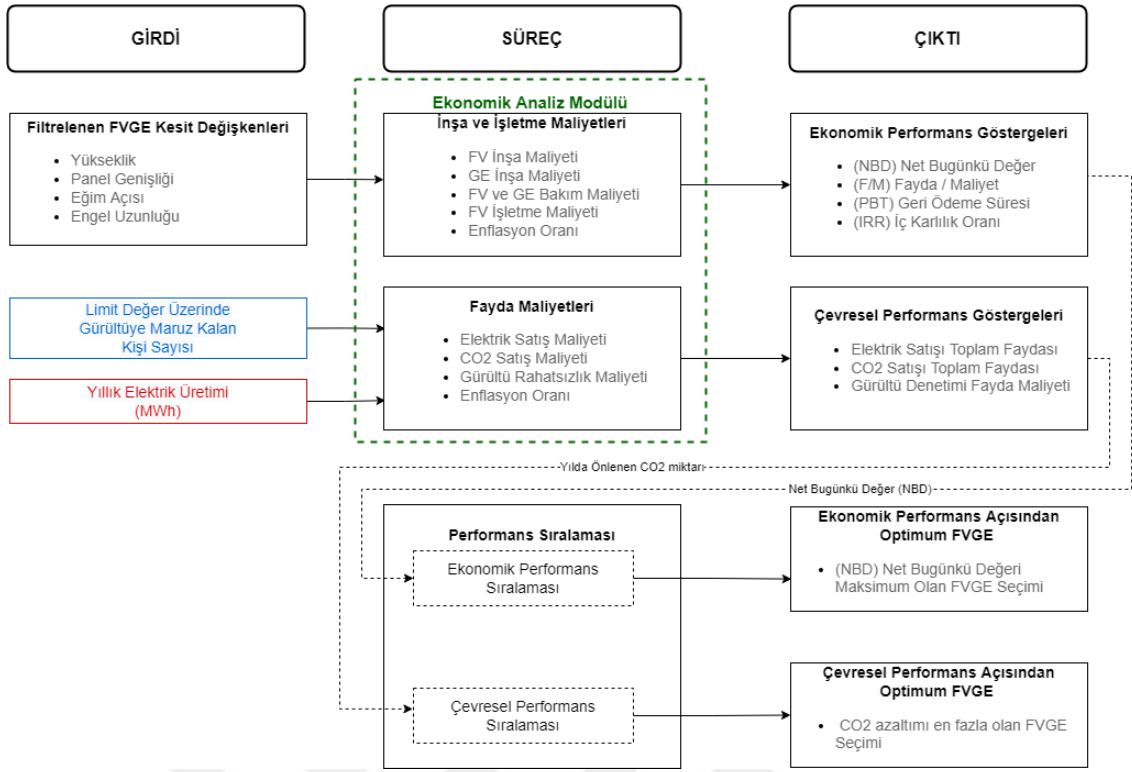 GİRDİ
SÜREÇ
ÇIKTI
Ekonomik Analiz Modülü
Filtrelenen FVGE Kesit Değişkenleri
Yükseklik
Panel Genişliği
Eğim Açısı
Engel Uzunluğu
İnşa ve İşletme Maliyetleri
FV İnşa Maliyeti
GE İnşa Maliyeti
FV ve GE Bakım Maliyeti
FV İşletme Maliyeti
Enflasyon Oranı
Ekonomik Performans Göstergeleri
(NBD) Net Bugünkü Değer
(F/M) Fayda / Maliyet
(PBT) Geri Ödeme Süresi
(IRR) İç Karlılık Oranı
Limit Değer Üzerinde
Gürültüye Maruz Kalan
Kişi Sayısı
Yıllık Elektrik Üretimi
(MWh)
Fayda Maliyetleri
Elektrik Satış Maliyeti
CO2 Satış Maliyeti
Gürültü Rahatsızlık Maliyeti
Enflasyon Oranı
Çevresel Performans Göstergeleri
Elektrik Satışı Toplam Faydası
CO2 Satışı Toplam Faydası
Gürültü Denetimi Fayda Maliyeti
Yılda Önlenen CO2 miktarı
Net Bugünkü Değer (NBD)
Performans Sıralaması
Ekonomik Performans
Sıralaması
Çevresel Performans
Sıralaması
Ekonomik Performans Açısından
Optimum FVGE
(NBD) Net Bugünkü Değeri
Maksimum Olan FVGE Seçimi
Çevresel Performans Açısından
Optimum FVGE
CO2 azaltımı en fazla olan FVGE
Seçimi